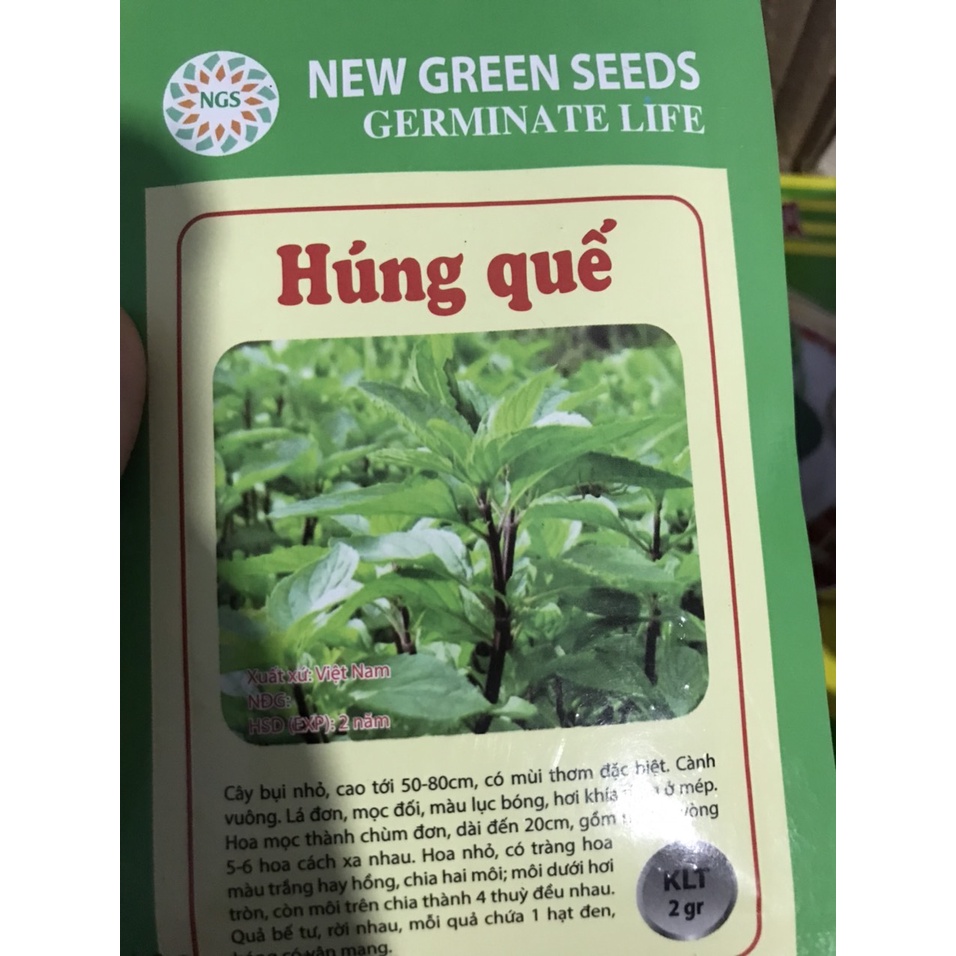 NGS
NEW GREEN SEEDS
GERMINATE LIFE
Húng quế
Xuất xứ: Việt Nam
NĐG:
HSD (EXP): 2 năm
Cây bụi nhỏ, cao tới 50-80cm, có mùi thơm đặc biệt. Cành
vuông. Lá đơn, mọc đối, màu lục bóng, hơi khía ở mép.
Hoa mọc thành chùm đơn, dài đến 20cm, gồm vòng
5-6 hoa cách xa nhau. Hoa nhỏ, có tràng hoa
màu trắng hay hồng, chia hai môi; môi dưới hơi
tròn, còn môi trên chia thành 4 thuỳ đều nhau.
Quả bế tư, rời nhau, mỗi quả chứa 1 hạt đen,
có vân mạng.
KLT
2 gr